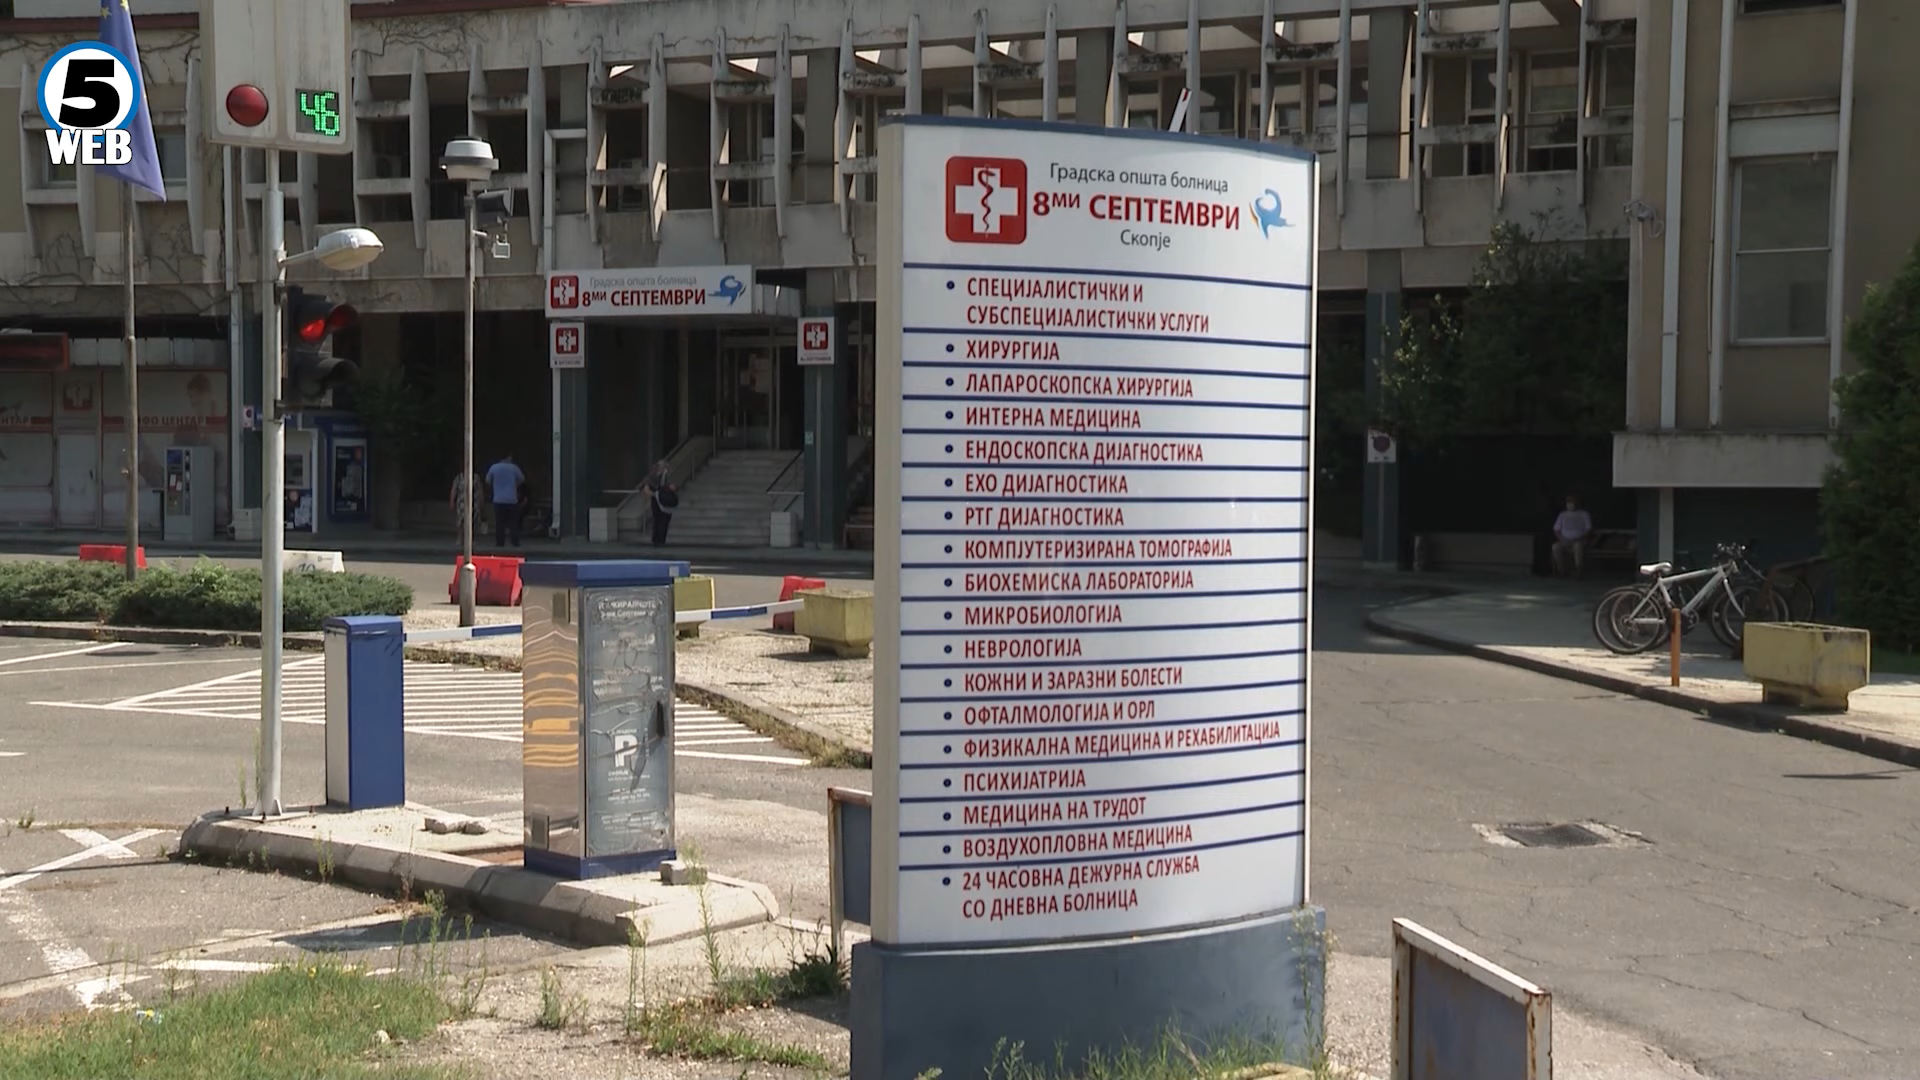 5
WEB
46
Градска општа болница
8МИ СЕПТЕМВРИ
Скопје
СПЕЦИЈАЛИСТИЧКИ И
СУБСПЕЦИЈАЛИСТИЧКИ УСЛУГИ
ХИРУРГИЈА
ЛАПАРОСКОПСКА ХИРУРГИЈА
ИНТЕРНА МЕДИЦИНА
ЕНДОСКОПСКА ДИЈАГНОСТИКА
ЕХО ДИЈАГНОСТИКА
РТГ ДИЈАГНОСТИКА
КОМПЈУТЕРИЗИРАНА ТОМОГРАФИЈА
БИОХЕМИСКА ЛАБОРАТОРИЈА
МИКРОБИОЛОГИЈА
НЕВРОЛОГИЈА
КОЖНИ И ЗАРАЗНИ БОЛЕСТИ
ОФТАЛМОЛОГИЈА И ОРЛ
ФИЗИКАЛНА МЕДИЦИНА И РЕХАБИЛИТАЦИЈА
ПСИХИЈАТРИЈА
МЕДИЦИНА НА ТРУДОТ
ВОЗДУХОПЛОВНА МЕДИЦИНА
24 ЧАСОВНА ДЕЖУРНА СЛУЖБА
СО ДНЕВНА БОЛНИЦА
Градска општа болница
8МИ СЕПТЕМВРИ
ЦЕНТАР
P